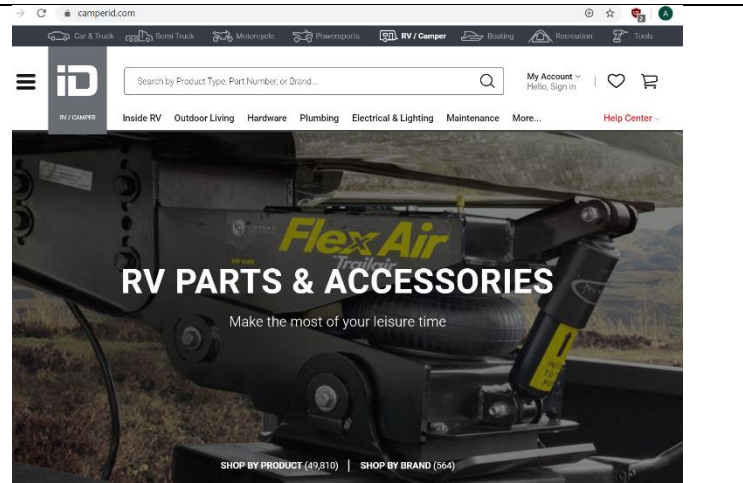 camperid.com
2
A
Car & Truck Semi Truck Motorcycle Powersports RV / Camper Boating Recreation Tools
iD
RV / CAMPER
Search by Product Type, Part Number, or Brand...
My Account
Hello, Sign in
Inside RV Outdoor Living Hardware Plumbing Electrical & Lighting Maintenance More... Help Center
Flex Air
Trailair
RV PARTS & ACCESSORIES
Make the most of your leisure time
SHOP BY PRODUCT (49,810) | SHOP BY BRAND (564)